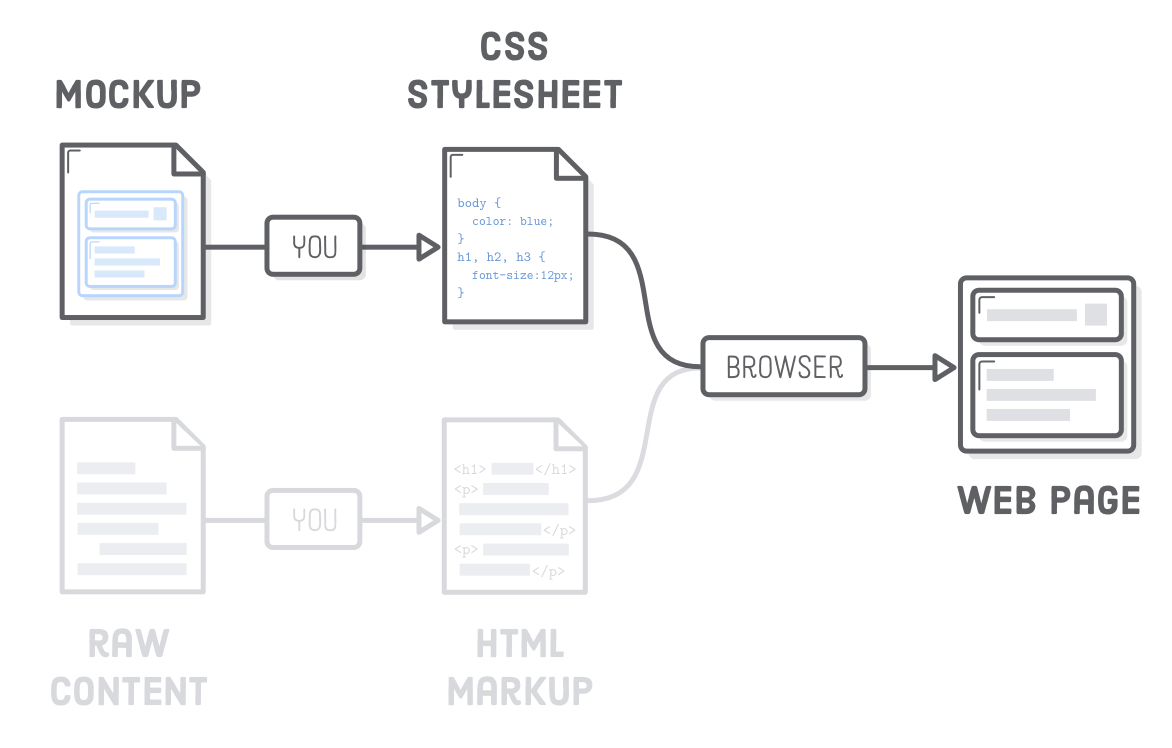 MOCKUP
CSS
STYLESHEET
YOU
body {
color: blue;
}
h1, h2, h3 {
font-size:12px;
}
BROWSER
WEB PAGE
YOU
<h1> </h1>
<p>
</p>
<p>
</p>
RAW
CONTENT
HTML
MARKUP